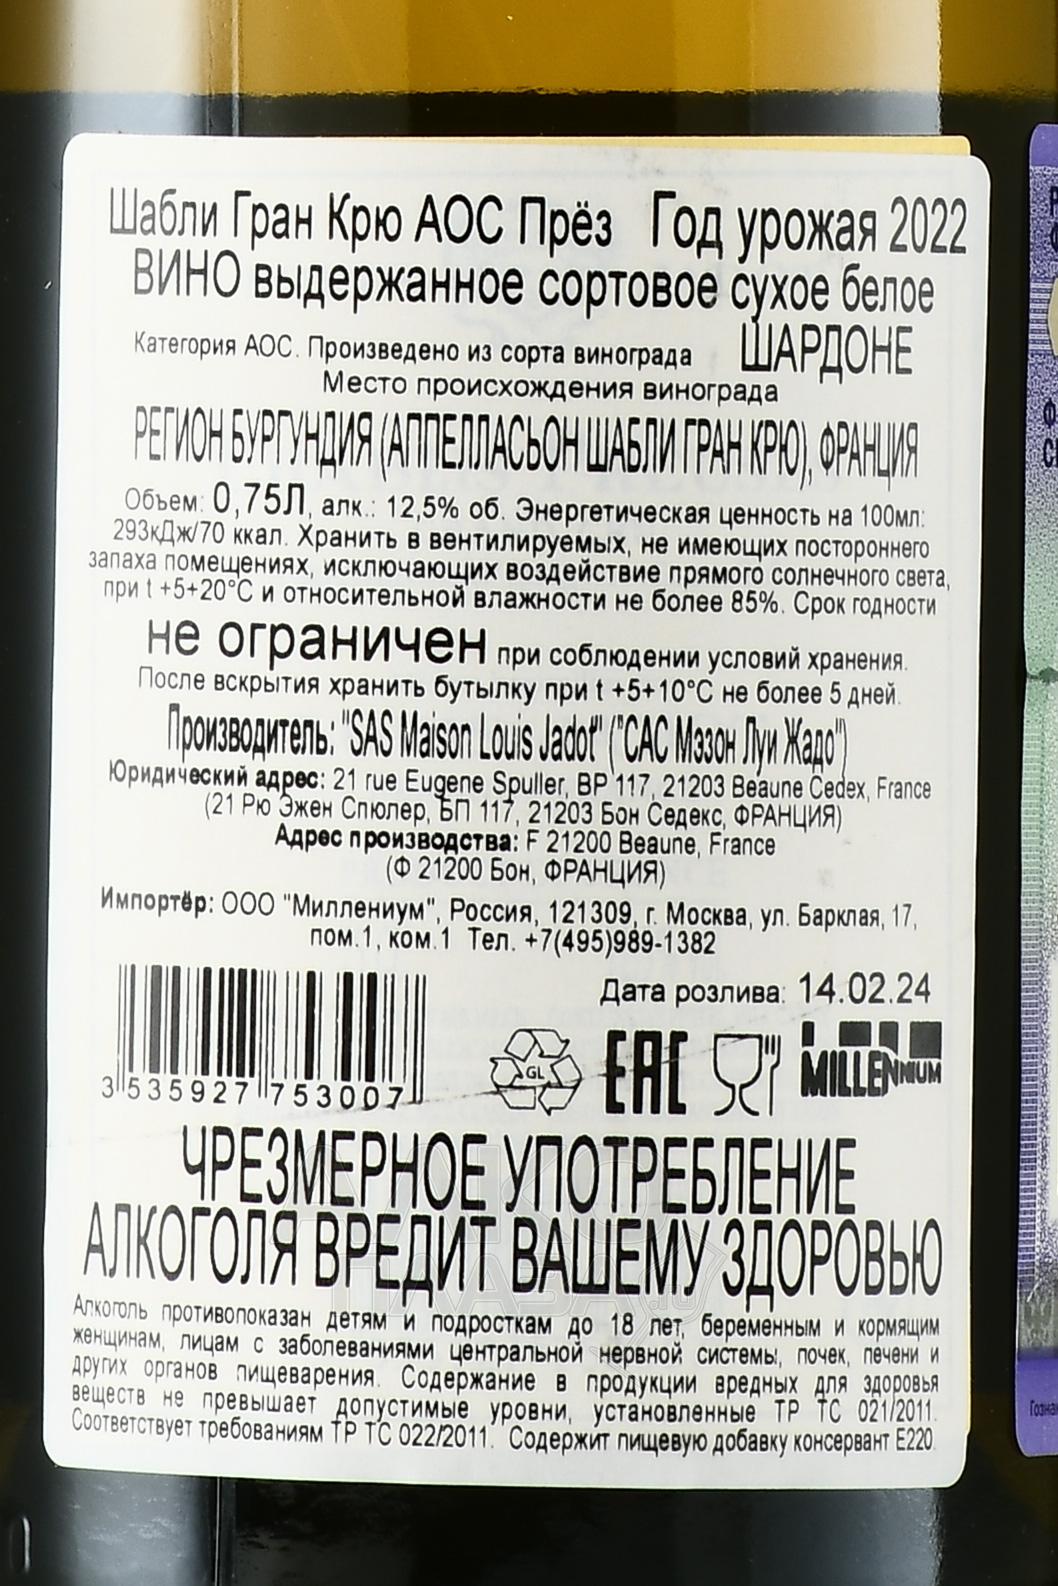 Шабли Гран Крю АОС Прёз Год урожая 2022
ВИНО выдержанное сортовое сухое белое
Категория АОС. Произведено из сорта винограда ШАРДОНЕ
Место происхождения винограда
РЕГИОН БУРГУНДИЯ (АППЕЛЛАСЬОН ШАБЛИ ГРАН КРЮ), ФРАНЦИЯ
Объем: 0,75Л, алк.: 12,5% об. Энергетическая ценность на 100мл:
293кДж/70 ккал. Хранить в вентилируемых, не имеющих постороннего
запаха помещениях, исключающих воздействие прямого солнечного света,
при t +5+20°С и относительной влажности не более 85%. Срок годности
не ограничен при соблюдении условий хранения.
После вскрытия хранить бутылку при t +5+10°С не более 5 дней.
Производитель: "SAS Maison Louis Jadot" ("САС Мэзон Луи Жадо")
Юридический адрес: 21 rue Eugene Spuller, BP 117, 21203 Beaune Cedex, France
(21 Рю Эжен Спюлер, БП 117, 21203 Бон Седекс, ФРАНЦИЯ)
Адрес производства: F 21200 Beaune, France
(Ф 21200 Бон, ФРАНЦИЯ)
Импортёр: ООО "Миллениум", Россия, 121309, г. Москва, ул. Барклая, 17,
пом.1, ком.1 Тел. +7(495)989-1382
Дата розлива: 14.02.24
3 535927 753007
GL
EAC
MILLENNIUM
ЧРЕЗМЕРНОЕ УПОТРЕБЛЕНИЕ
АЛКОГОЛЯ ВРЕДИТ ВАШЕМУ ЗДОРОВЬЮ
Алкоголь противопоказан детям и подросткам до 18 лет, беременным и кормящим
женщинам, лицам с заболеваниями центральной нервной системы, почек, печени и
других органов пищеварения. Содержание в продукции вредных для здоровья
веществ не превышает допустимые уровни, установленные ТР ТС 021/2011.
Соответствует требованиям ТР ТС 022/2011. Содержит пищевую добавку консервант Е220.